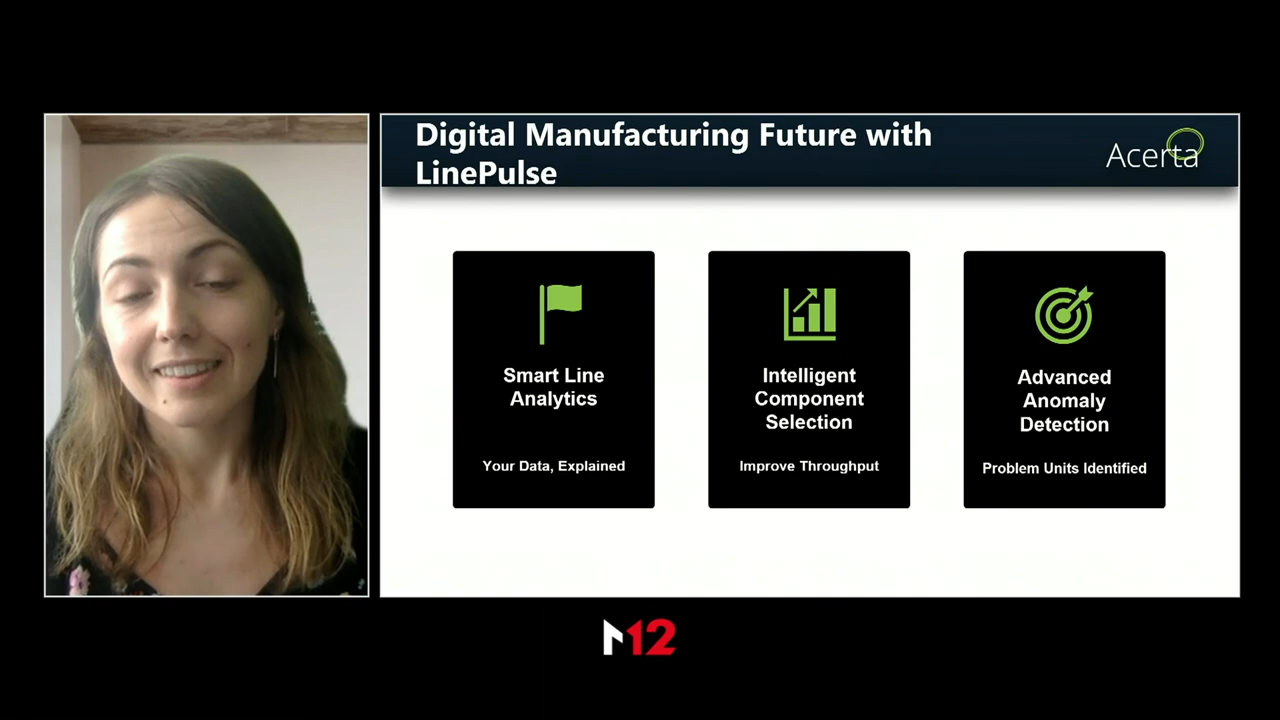 Digital Manufacturing Future with
LinePulse
Acerta
Smart Line
Analytics
Your Data, Explained
Intelligent
Component
Selection
Improve Throughput
Advanced
Anomaly
Detection
Problem Units Identified
M12